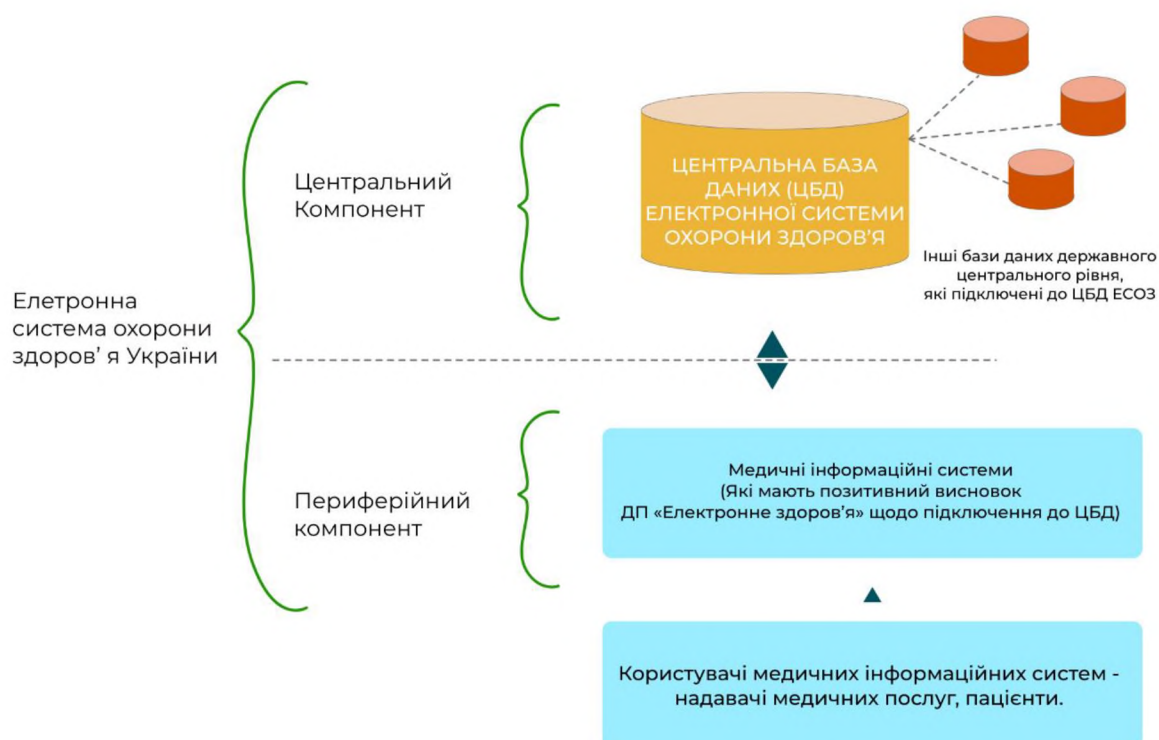 Центральний
Компонент
ЦЕНТРАЛЬНА БАЗА
ДАНИХ (ЦБД)
ЕЛЕКТРОННОЇ СИСТЕМИ
ОХОРОНИ ЗДОРОВ'Я
Інші бази даних державного
центрального рівня,
які підключені до ЦБД ЕСОЗ
Елетронна
система охорони
здоров' я України
Периферійний
компонент
Медичні інформаційні системи
(Які мають позитивний висновок
ДП «Електронне здоров'я» щодо підключення до ЦБД)
Користувачі медичних інформаційних систем -
надавачі медичних послуг, пацієнти.